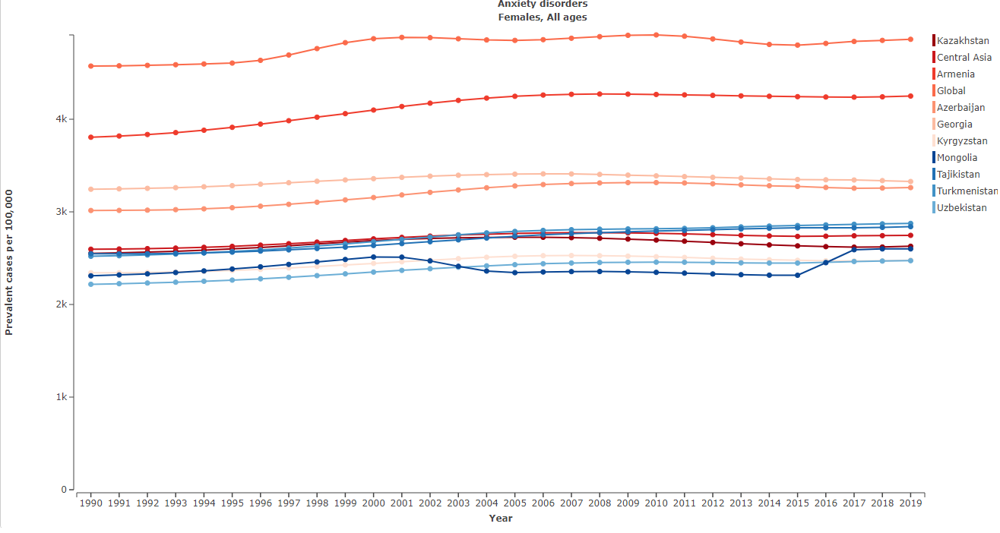 Anxiety disorders
Females, All ages
Prevalent cases per 100,000
4k
3k
2k
1k
0
1990 1991 1992 1993 1994 1995 1996 1997 1998 1999 2000 2001 2002 2003 2004 2005 2006 2007 2008 2009 2010 2011 2012 2013 2014 2015 2016 2017 2018 2019
Year
Kazakhstan
Central Asia
Armenia
Global
Azerbaijan
Georgia
Kyrgyzstan
Mongolia
Tajikistan
Turkmenistan
Uzbekistan